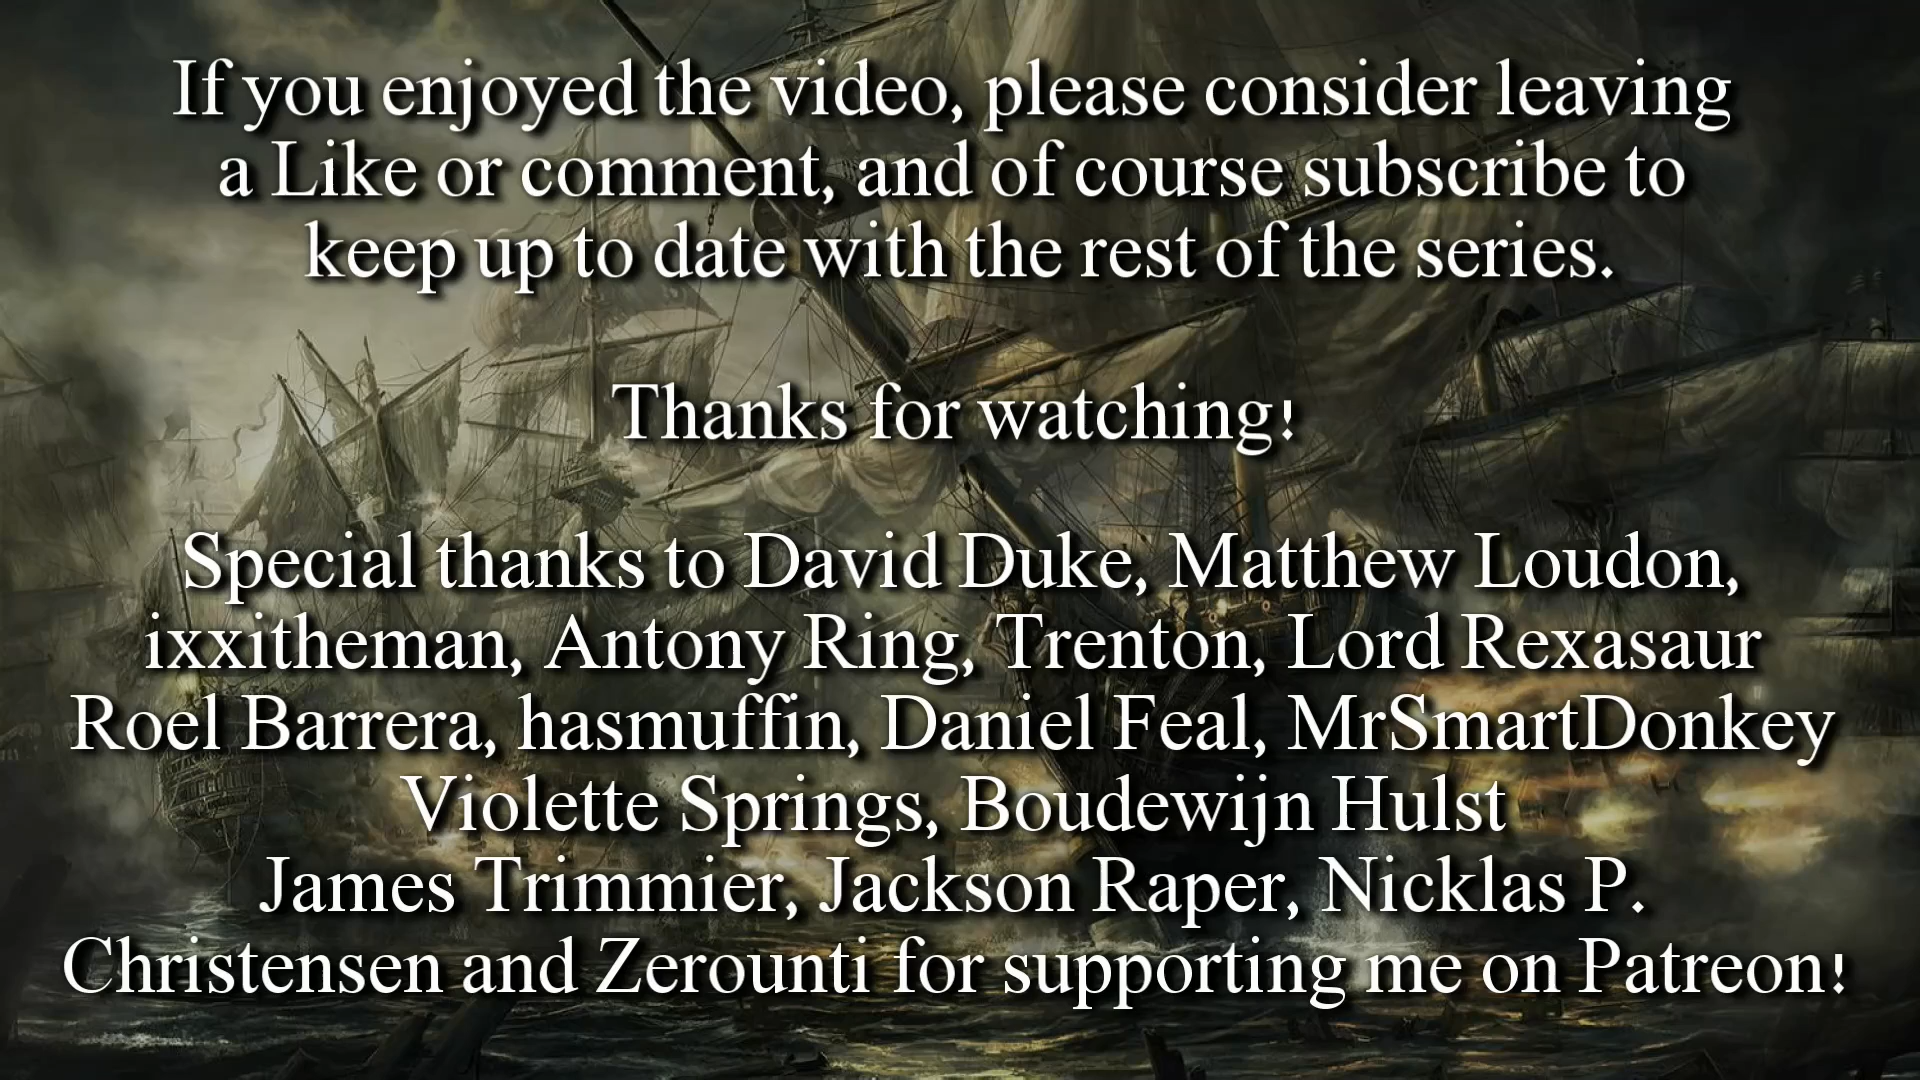 If you enjoyed the video, please consider leaving
a Like or comment, and of course subscribe to
keep up to date with the rest of the series.
Thanks for watching!
Special thanks to David Duke, Matthew Loudon,
ixxitheman, Antony Ring, Trenton, Lord Rexasaur
Roel Barrera, hasmuffin, Daniel Feal, MrSmartDonkey
Violette Springs, Boudewijn Hulst
James Trimmier, Jackson Raper, Nicklas P.
Christensen and Zerounti for supporting me on Patreon!